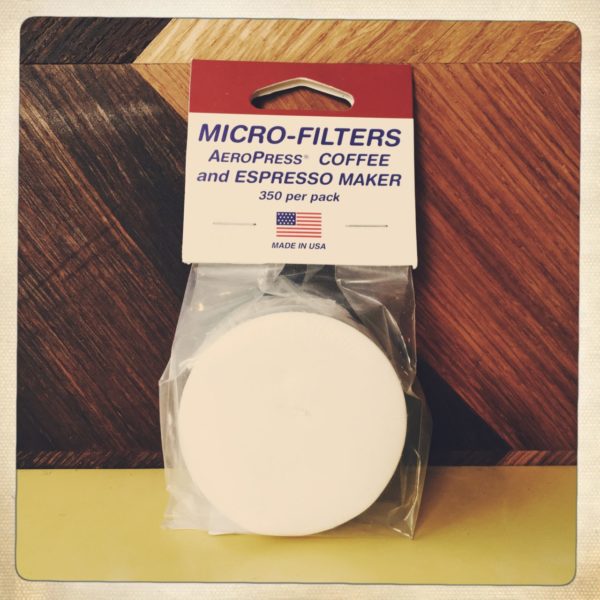 MICRO-FILTERS
AEROPRESS® COFFEE
and ESPRESSO MAKER
350 per pack
MADE IN USA